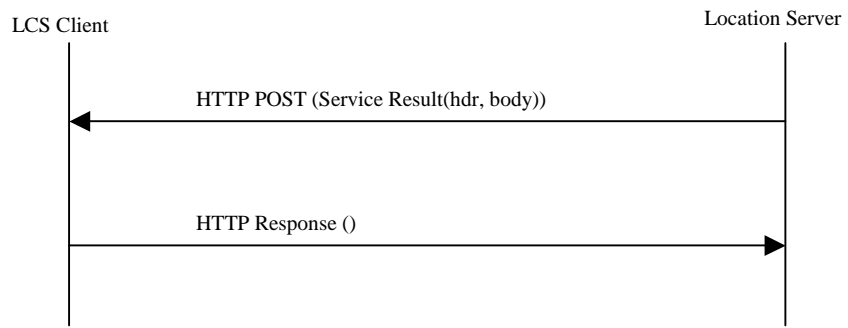 LCS Client
Location Server
HTTP POST (Service Result(hdr, body))
HTTP Response ()